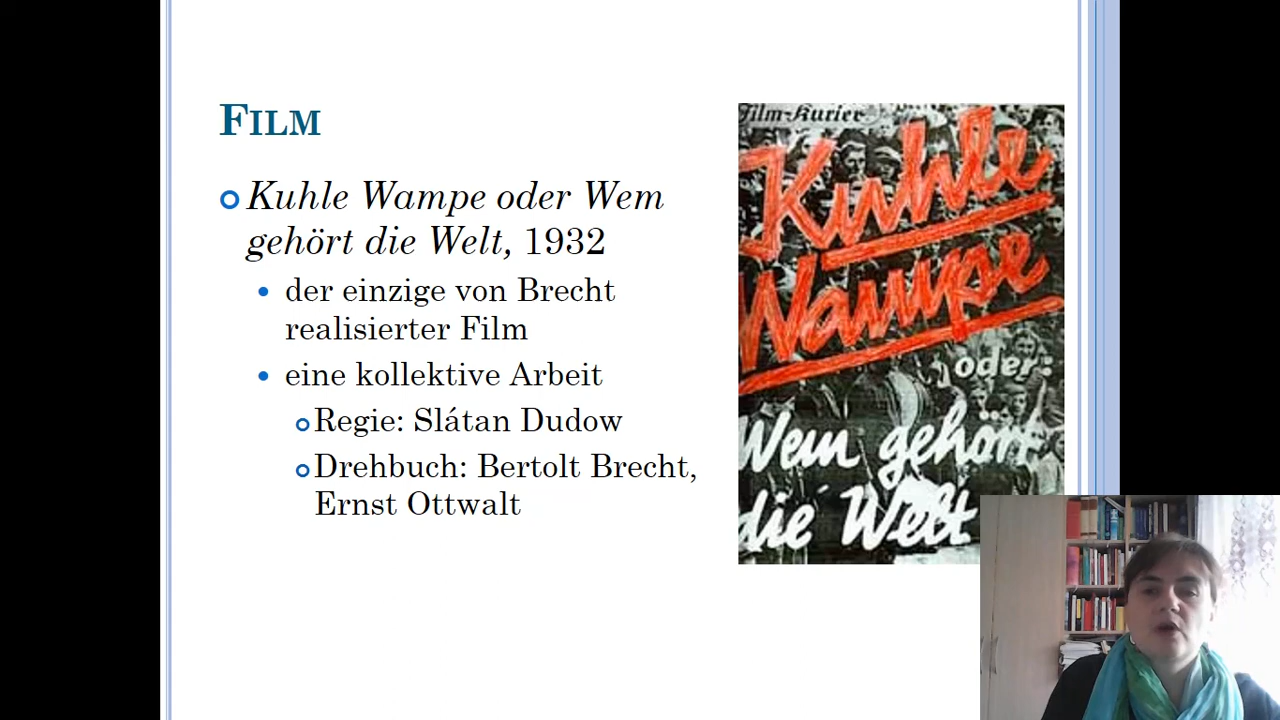 FILM
Kuhle Wampe oder Wem
gehört die Welt, 1932
der einzige von Brecht
realisierter Film
eine kollektive Arbeit
Regie: Slátan Dudow
Drehbuch: Bertolt Brecht,
Ernst Ottwalt
Film-Kurier
Kuhle
Wampe
oder:
Wem gehört
die Welt